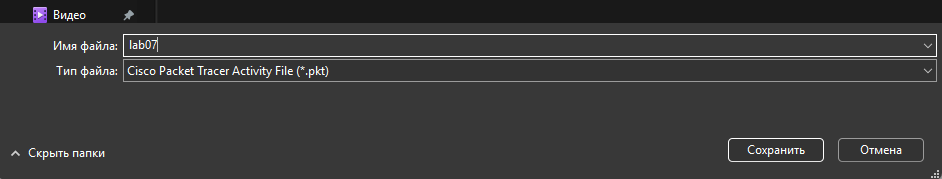 Видео
Имя файла: lab07
Тип файла: Cisco Packet Tracer Activity File (*.pkt)
Скрыть папки
Сохранить
Отмена